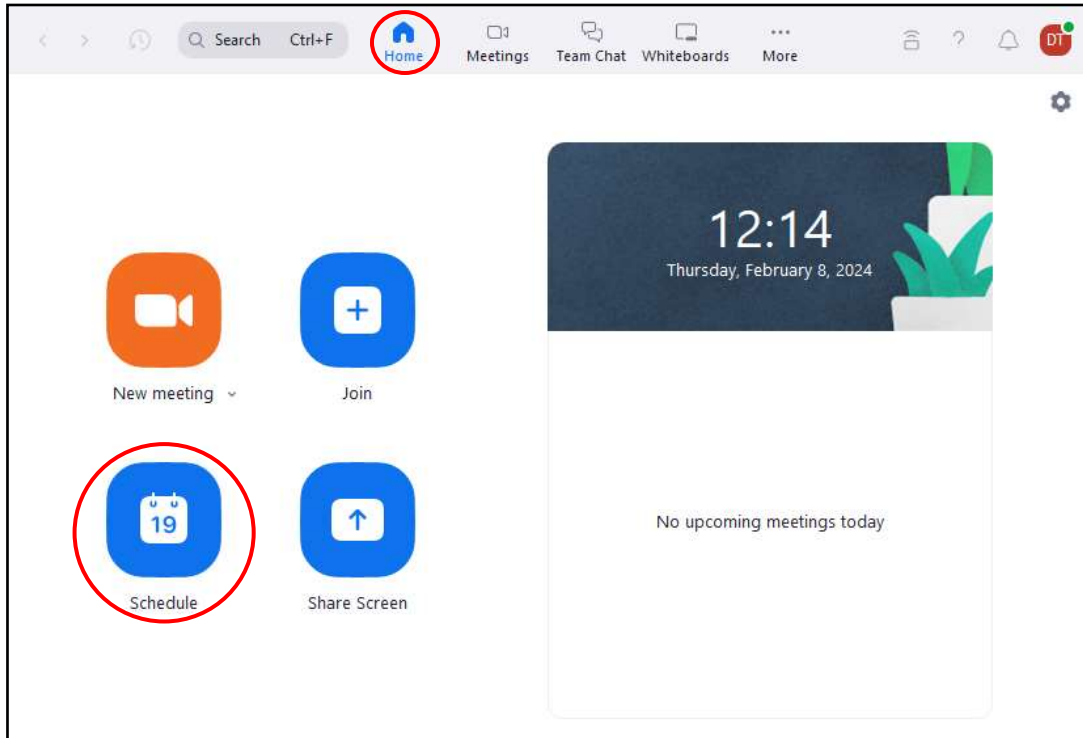 Search Ctrl+F
Home
Meetings
Team Chat
Whiteboards
More
DT
12:14
Thursday, February 8, 2024
New meeting
Join
19
Schedule
Share Screen
No upcoming meetings today